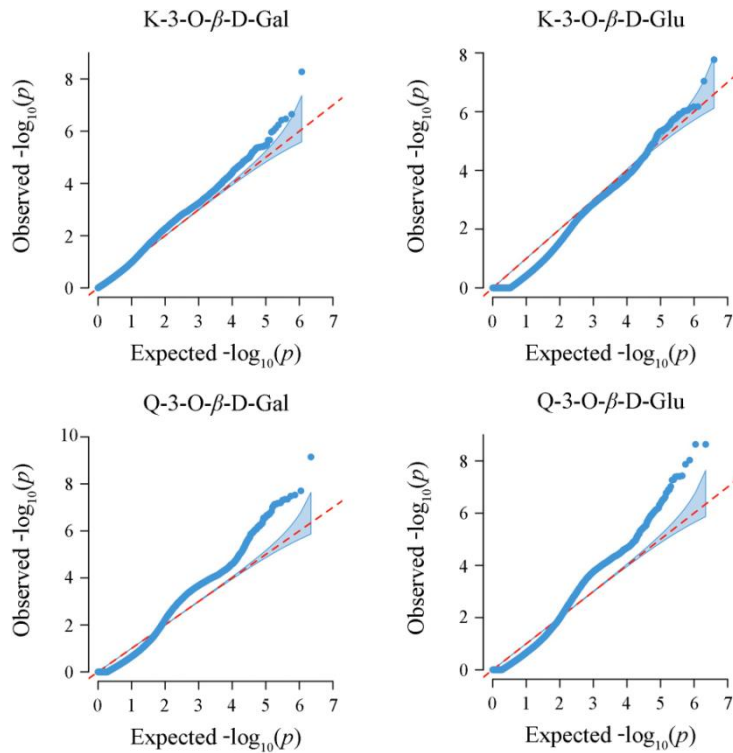 K-3-O-β-D-Gal
Observed -log10(p)
8
6
4
2
0
0 1 2 3 4 5 6 7
Expected -log10(p)
K-3-O-β-D-Glu
Observed -log10(p)
8
6
4
2
0
0 1 2 3 4 5 6 7
Expected -log10(p)
Q-3-O-β-D-Gal
Observed -log10(p)
10
8
6
4
2
0
0 1 2 3 4 5 6 7
Expected -log10(p)
Q-3-O-β-D-Glu
Observed -log10(p)
8
6
4
2
0
0 1 2 3 4 5 6 7
Expected -log10(p)